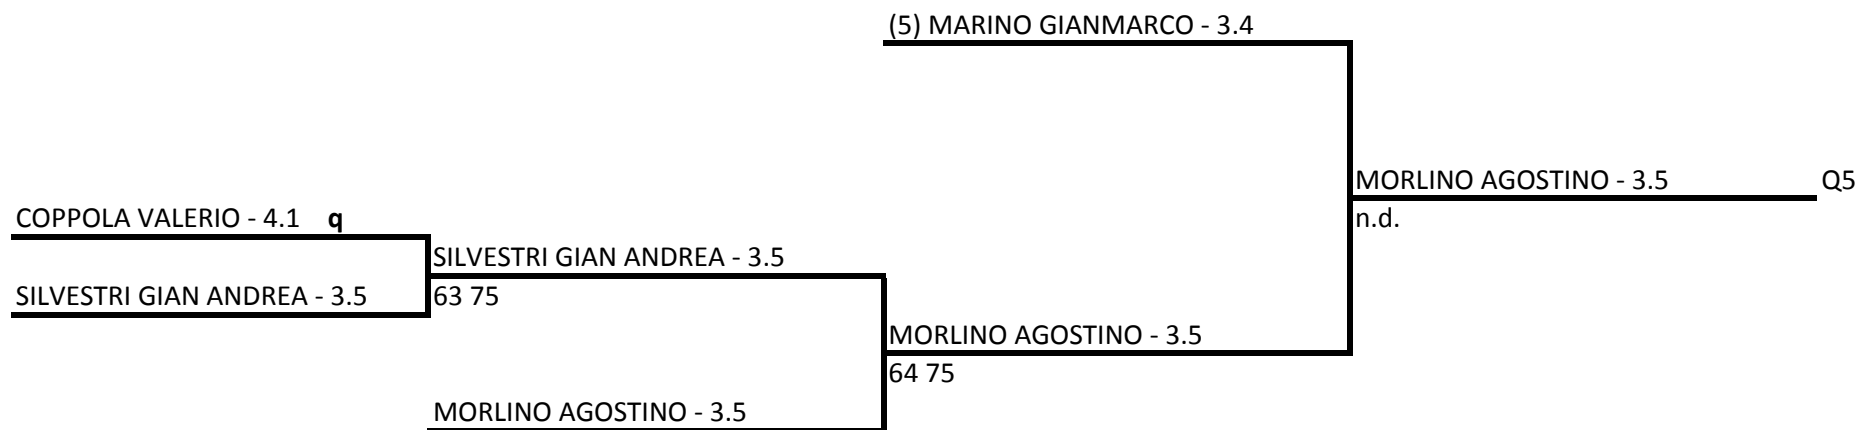 (5) MARINO GIANMARCO - 3.4
MORLINO AGOSTINO - 3.5 Q5
COPPOLA VALERIO - 4.1 q
n.d.
SILVESTRI GIAN ANDREA - 3.5
SILVESTRI GIAN ANDREA - 3.5
63 75
MORLINO AGOSTINO - 3.5
64 75
MORLINO AGOSTINO - 3.5